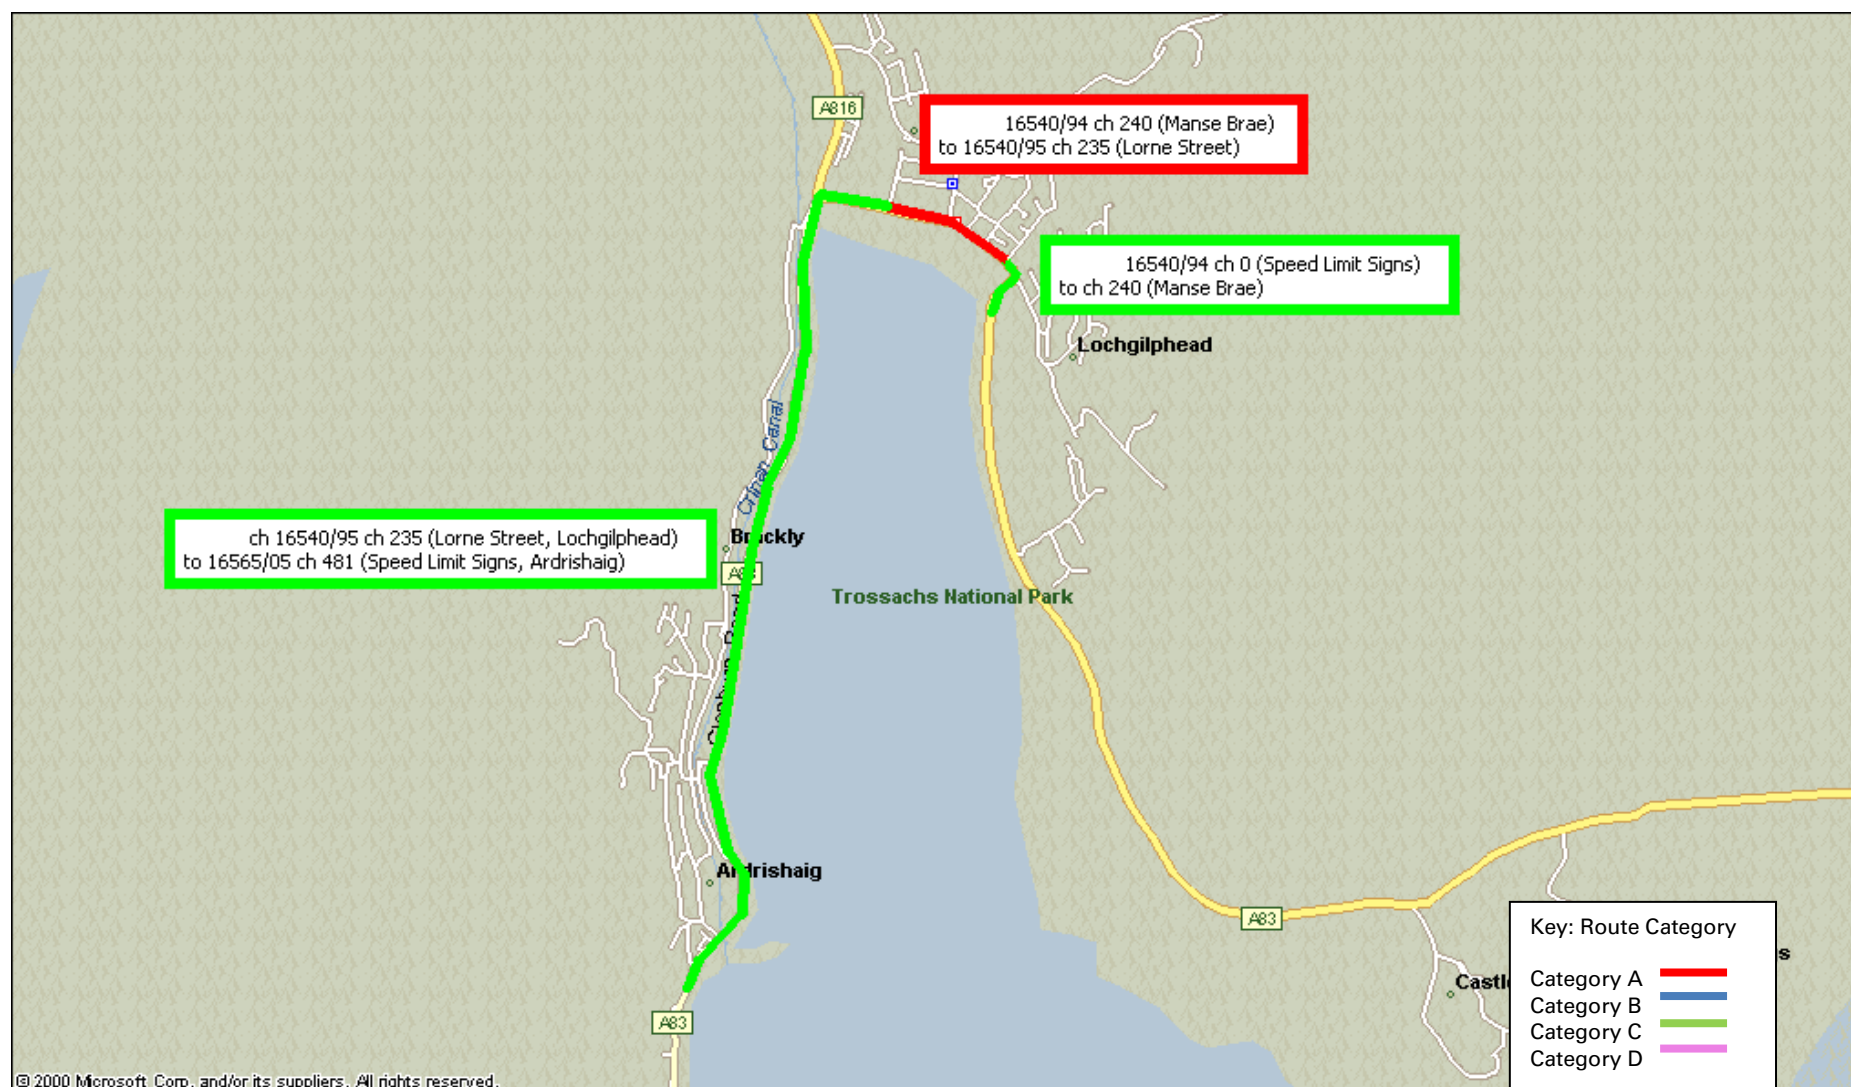 A816
16540/94 ch 240 (Manse Brae)
to 16540/95 ch 235 (Lorne Street)
16540/94 ch 0 (Speed Limit Signs)
to ch 240 (Manse Brae)
Lochgilphead
Crinan Canal
ch 16540/95 ch 235 (Lorne Street, Lochgilphead)
to 16565/05 ch 481 (Speed Limit Signs, Ardrishaig)
Brackly
A83
Trossachs National Park
Road
Ardrishaig
A83
A83
Key: Route Category
Category A
Category B
Category C
Category D
© 2000 Microsoft Corp. and/or its suppliers. All rights reserved.